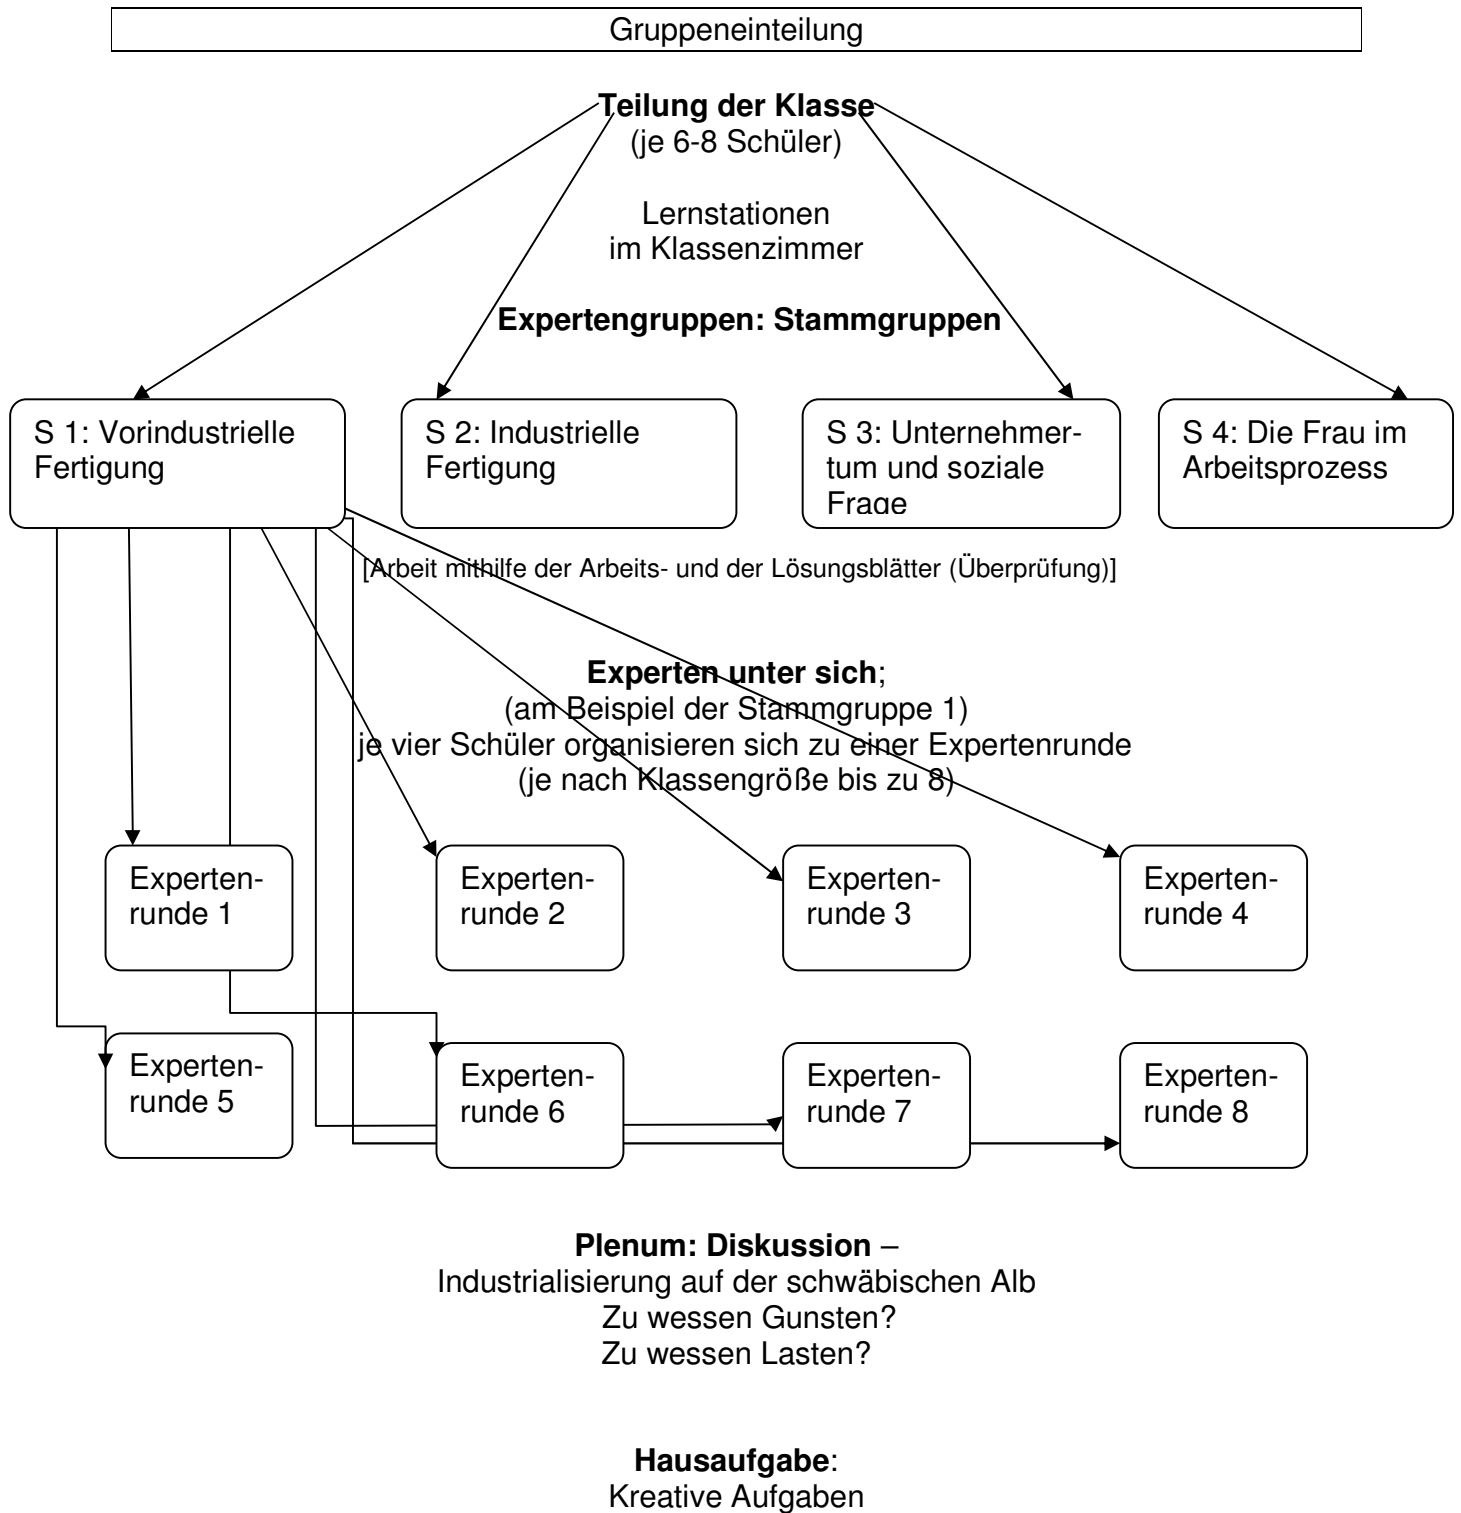 Gruppeneinteilung
Teilung der Klasse
(je 6-8 Schüler)
Lernstationen
im Klassenzimmer
Expertengruppen: Stammgruppen
S 1: Vorindustrielle
Fertigung
S 2: Industrielle
Fertigung
S 3: Unternehmer-
tum und soziale
Frage
S 4: Die Frau im
Arbeitsprozess
[Arbeit mithilfe der Arbeits- und der Lösungsblätter (Überprüfung)]
Experten unter sich;
(am Beispiel der Stammgruppe 1)
je vier Schüler organisieren sich zu einer Expertenrunde
(je nach Klassengröße bis zu 8)
Experten-
runde 1
Experten-
runde 2
Experten-
runde 3
Experten-
runde 4
Experten-
runde 5
Experten-
runde 6
Experten-
runde 7
Experten-
runde 8
Plenum: Diskussion –
Industrialisierung auf der schwäbischen Alb
Zu wessen Gunsten?
Zu wessen Lasten?
Hausaufgabe:
Kreative Aufgaben